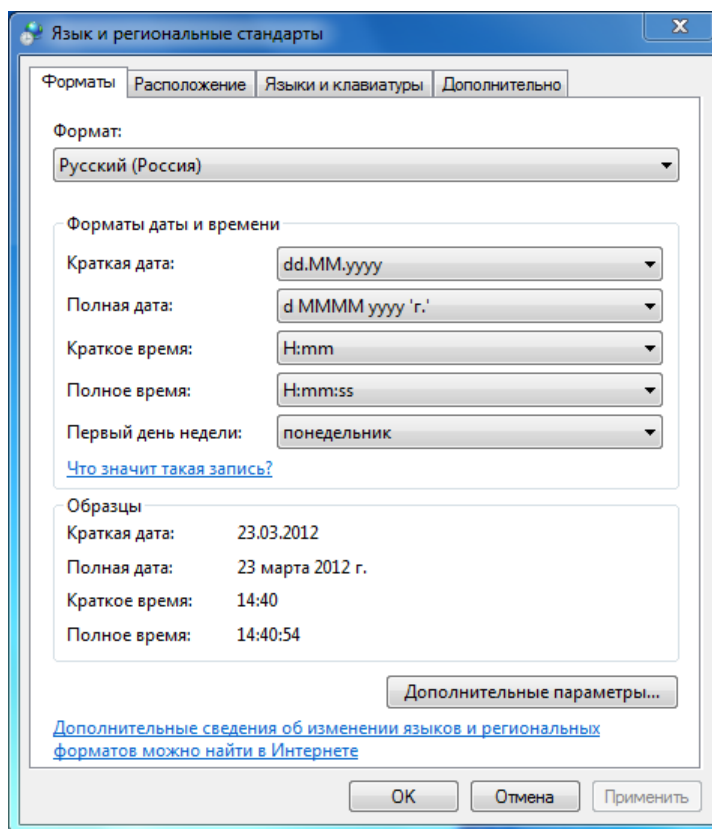 Язык и региональные стандарты
Форматы Расположение Языки и клавиатуры Дополнительно
Формат:
Русский (Россия)
Форматы даты и времени
Краткая дата: dd.MM.yyyy
Полная дата: d MMMM yyyy 'г.'
Краткое время: H:mm
Полное время: H:mm:ss
Первый день недели: понедельник
Что значит такая запись?
Образцы
Краткая дата: 23.03.2012
Полная дата: 23 марта 2012 г.
Краткое время: 14:40
Полное время: 14:40:54
Дополнительные параметры...
Дополнительные сведения об изменении языков и региональных
форматов можно найти в Интернете
OK Отмена Применить